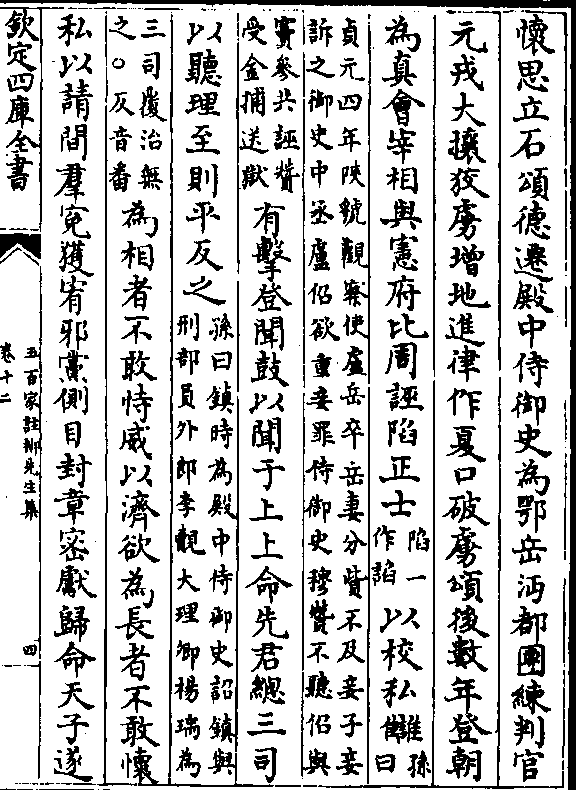 懷思立石頌德遷殿中侍御史為鄂岳沔都團練判官
元戎大攘狡虜增地進律作夏口破虜頌後數年登朝
為真會宰相與憲府比周誣陷正士陷一作諂以校私讎孫曰
貞元四年陝虢觀察使盧岳卒岳妻分貲不及妾子妾
訴之御史中丞盧佋欲重妾罪侍御史穆贊不聽佋與
竇參共誣贊
受金捕送獄
有擊登聞鼓以聞于上上命先君總三司
以聽理至則平反之孫曰鎮時為殿中侍御史詔鎮與
刑部員外郎李覿大理卿楊瑀為
三司覆治無
之〇反音番
為相者不敢恃威以濟欲為長者不敢懷
私以請間羣寃獲宥邪黨側目封章密獻歸命天子遂
欽定四庫全書
五百家註柳先生集
卷十二
四